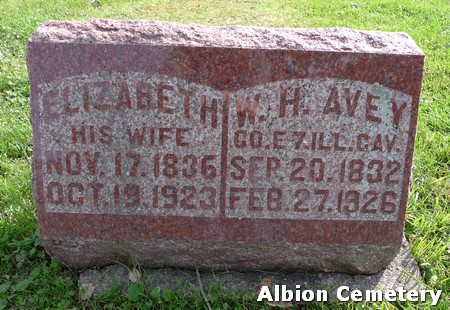 ELIZABETH
HIS WIFE
NOV. 17. 1836
OCT. 19. 1923
W. H. AVEY
CO. E 7. ILL. CAV.
SEP. 20. 1832
FEB. 27. 1926
Albion Cemetery